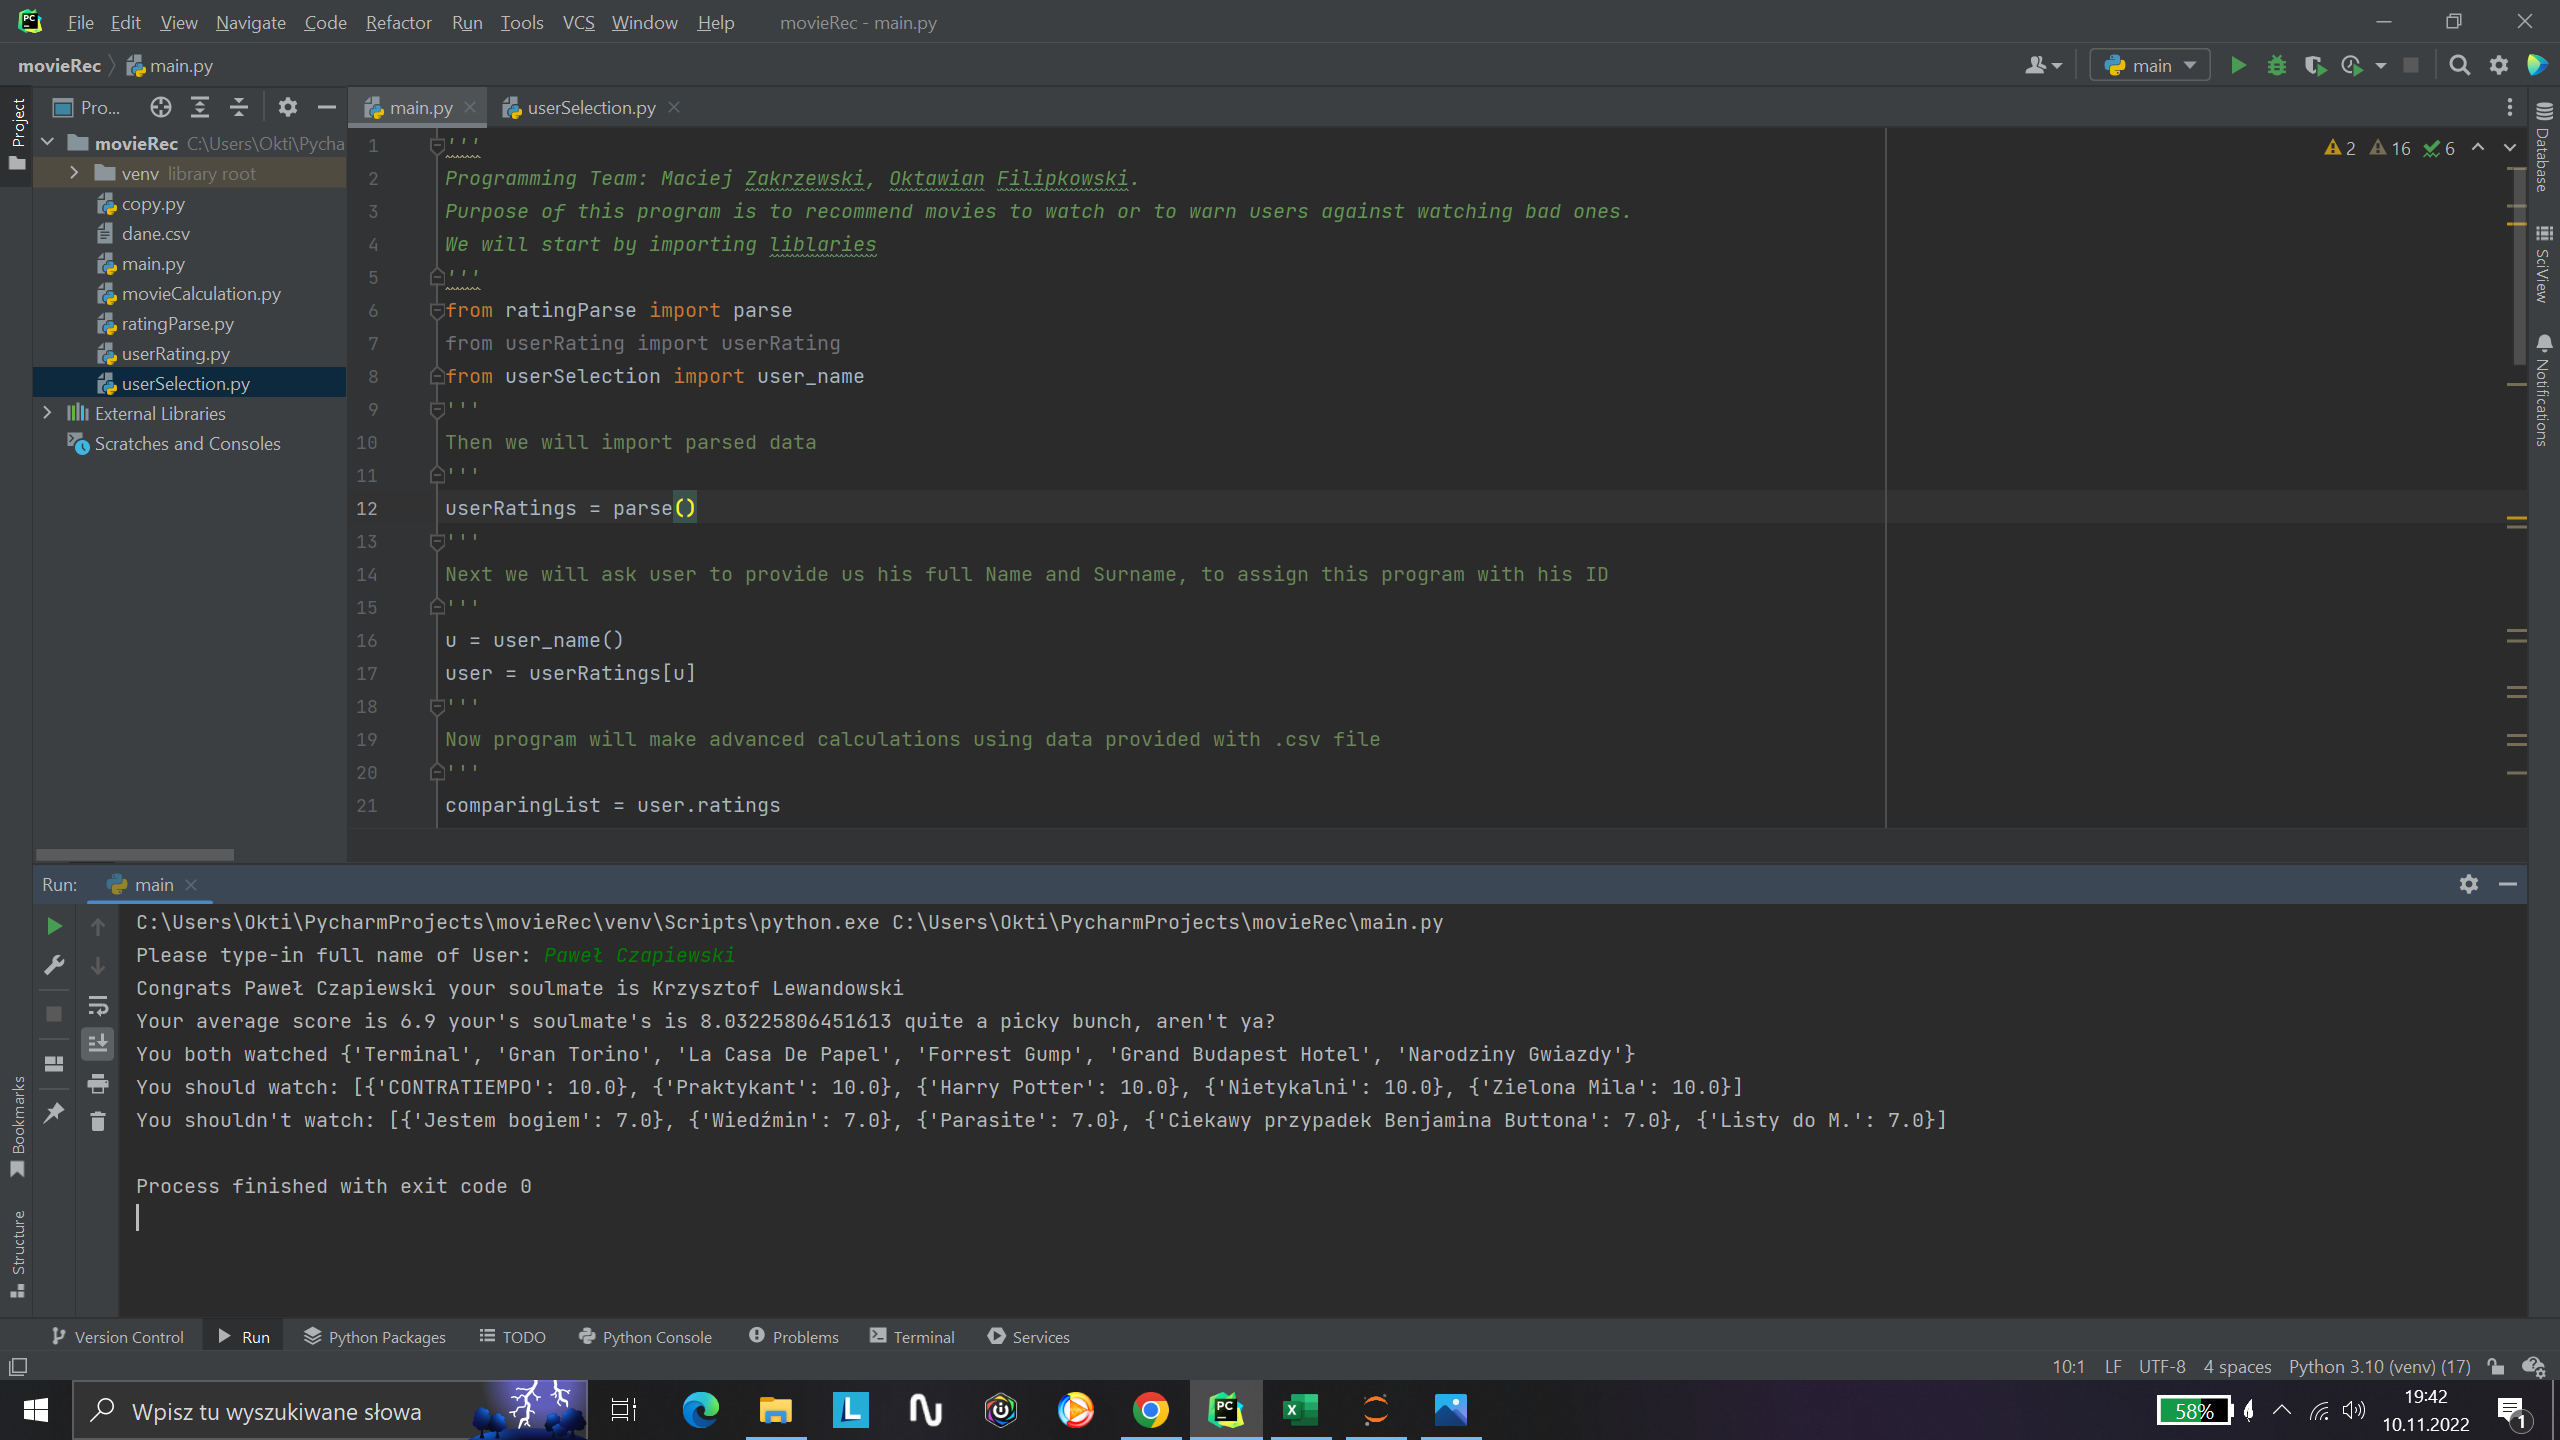 File Edit View Navigate Code Refactor Run Tools VCS Window Help movieRec - main.py
movieRec main.py main
Pro... main.py userSelection.py
Project
movieRec C:\Users\Okti\Pycha
venv library root
copy.py
dane.csv
main.py
movieCalculation.py
ratingParse.py
userRating.py
userSelection.py
External Libraries
Scratches and Consoles
2 16 6
1 '''
2 Programming Team: Maciej Zakrzewski, Oktawian Filipkowski.
3 Purpose of this program is to recommend movies to watch or to warn users against watching bad ones.
4 We will start by importing liblaries
5 '''
6 from ratingParse import parse
7 from userRating import userRating
8 from userSelection import user_name
9 '''
10 Then we will import parsed data
11 '''
12 userRatings = parse()
13 '''
14 Next we will ask user to provide us his full Name and Surname, to assign this program with his ID
15 '''
16 u = user_name()
17 user = userRatings[u]
18 '''
19 Now program will make advanced calculations using data provided with .csv file
20 '''
21 comparingList = user.ratings
Database
SciView
Notifications
Run: main
C:\Users\Okti\PycharmProjects\movieRec\venv\Scripts\python.exe C:\Users\Okti\PycharmProjects\movieRec\main.py
Please type-in full name of User: Paweł Czapiewski
Congrats Paweł Czapiewski your soulmate is Krzysztof Lewandowski
Your average score is 6.9 your's soulmate's is 8.03225806451613 quite a picky bunch, aren't ya?
You both watched {'Terminal', 'Gran Torino', 'La Casa De Papel', 'Forrest Gump', 'Grand Budapest Hotel', 'Narodziny Gwiazdy'}
You should watch: [{'CONTRATIEMPO': 10.0}, {'Praktykant': 10.0}, {'Harry Potter': 10.0}, {'Nietykalni': 10.0}, {'Zielona Mila': 10.0}]
You shouldn't watch: [{'Jestem bogiem': 7.0}, {'Wiedźmin': 7.0}, {'Parasite': 7.0}, {'Ciekawy przypadek Benjamina Buttona': 7.0}, {'Listy do M.': 7.0}]
Process finished with exit code 0
Bookmarks
Structure
Version Control Run Python Packages TODO Python Console Problems Terminal Services
10:1 LF UTF-8 4 spaces Python 3.10 (venv) (17)
Wpisz tu wyszukiwane słowa
58%
19:42
10.11.2022
1